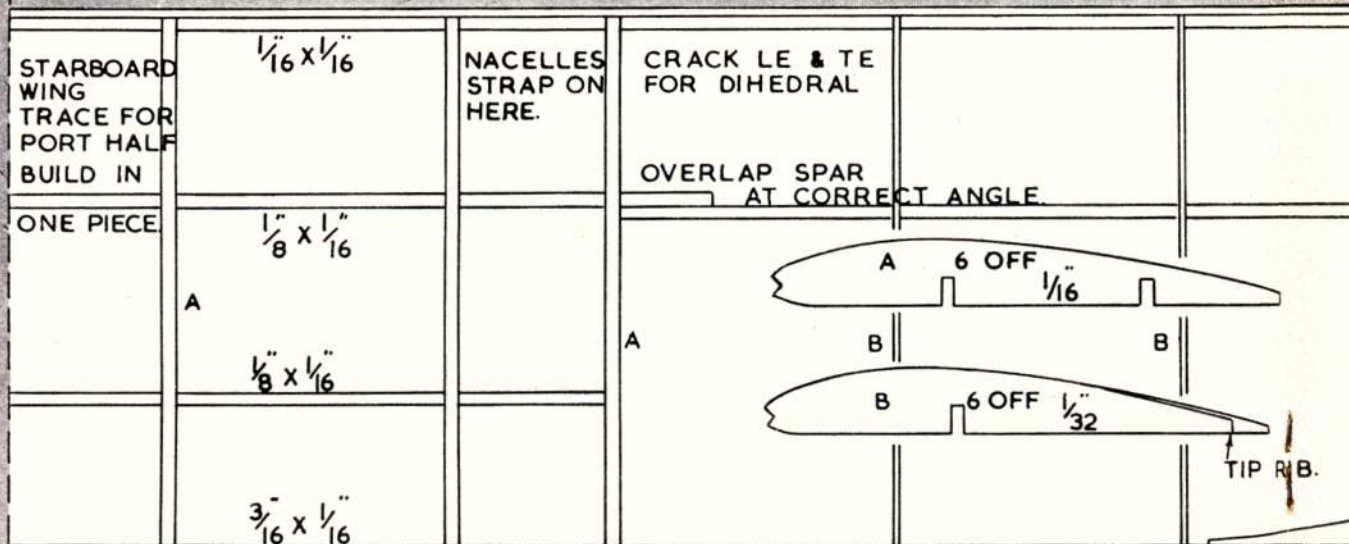 STARBOARD
WING
TRACE FOR
PORT HALF
BUILD IN
ONE PIECE.
1/16" X 1/16"
1/8" X 1/16"
A
1/8" X 1/16"
3/16" X 1/16"
NACELLES
STRAP ON
HERE.
CRACK LE & TE
FOR DIHEDRAL
OVERLAP SPAR
AT CORRECT ANGLE.
A 6 OFF 1/16"
A
B
B
B 6 OFF 1/32"
TIP RIB.